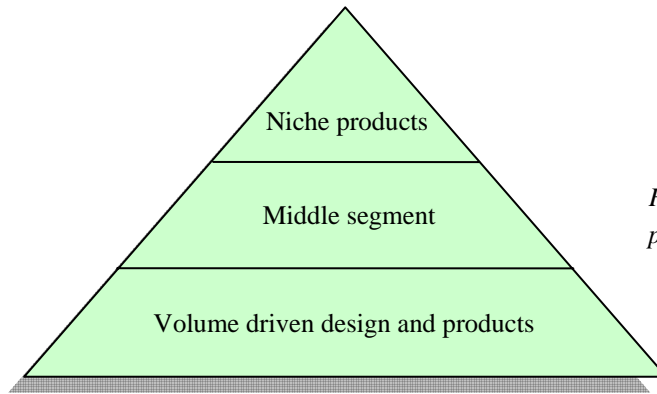 Niche products
Middle segment
Volume driven design and products